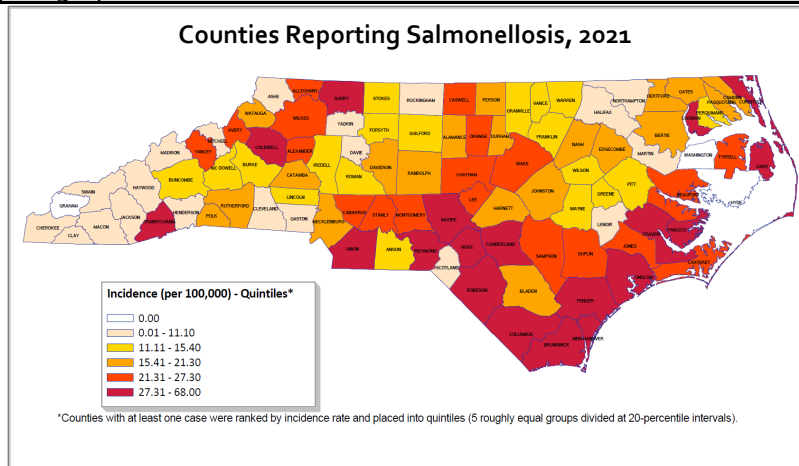 Counties Reporting Salmonellosis, 2021
ALLEGHANY
ASHE
SURRY
STOKES
ROCKINGHAM
CASWELL
PERSON
GRANVILLE
VANCE
WARREN
NORTHAMPTON
HALIFAX
HERTFORD
GATES
CAMDEN
PASQUOTANK
PERQUIMANS
CHOWAN
BERTIE
WATAUGA
WILKES
YADKIN
FORSYTH
GUILFORD
ALAMANCE
ORANGE
DURHAM
FRANKLIN
NASH
EDGECOMBE
MARTIN
WASHINGTON
TYRRELL
DARE
AVERY
MITCHELL
YANCEY
CALDWELL
ALEXANDER
IREDELL
DAVIE
DAVIDSON
RANDOLPH
CHATHAM
WAKE
WILSON
PITT
BEAUFORT
HYDE
MADISON
BUNCOMBE
BURKE
CATAWBA
ROWAN
JOHNSTON
GREENE
WAYNE
LENOIR
CRAVEN
PAMLICO
SWAIN
HAYWOOD
GRAHAM
JACKSON
HENDERSON
RUTHERFORD
POLK
CLEVELAND
LINCOLN
GASTON
MECKLENBURG
CABARRUS
STANLY
MONTGOMERY
MOORE
LEE
HARNETT
CHEROKEE
CLAY
MACON
UNION
ANSON
RICHMOND
HOKE
CUMBERLAND
SAMPSON
DUPLIN
JONES
CARTERET
ONSLOW
SCOTLAND
ROBESON
BLADEN
PENDER
COLUMBUS
BRUNSWICK
Incidence (per 100,000) - Quintiles*
0.00
0.01 - 11.10
11.11 - 15.40
15.41 - 21.30
21.31 - 27.30
27.31 - 68.00
*Counties with at least one case were ranked by incidence rate and placed into quintiles (5 roughly equal groups divided at 20-percentile intervals).